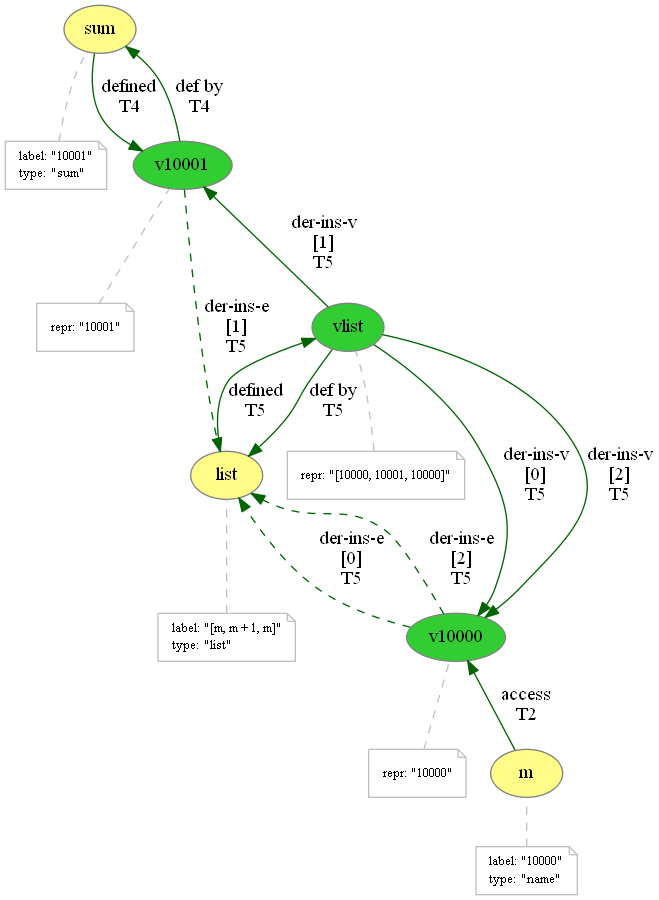 sum
defined
T4
def by
T4
label: "10001"
type: "sum"
v10001
der-ins-v
[1]
T5
repr: "10001"
der-ins-e
[1]
T5
vlist
defined
T5
def by
T5
der-ins-v
[0]
T5
der-ins-v
[2]
T5
list
repr: "[10000, 10001, 10000]"
der-ins-e
[0]
T5
der-ins-e
[2]
T5
label: "[m, m + 1, m]"
type: "list"
v10000
access
T2
repr: "10000"
m
label: "10000"
type: "name"